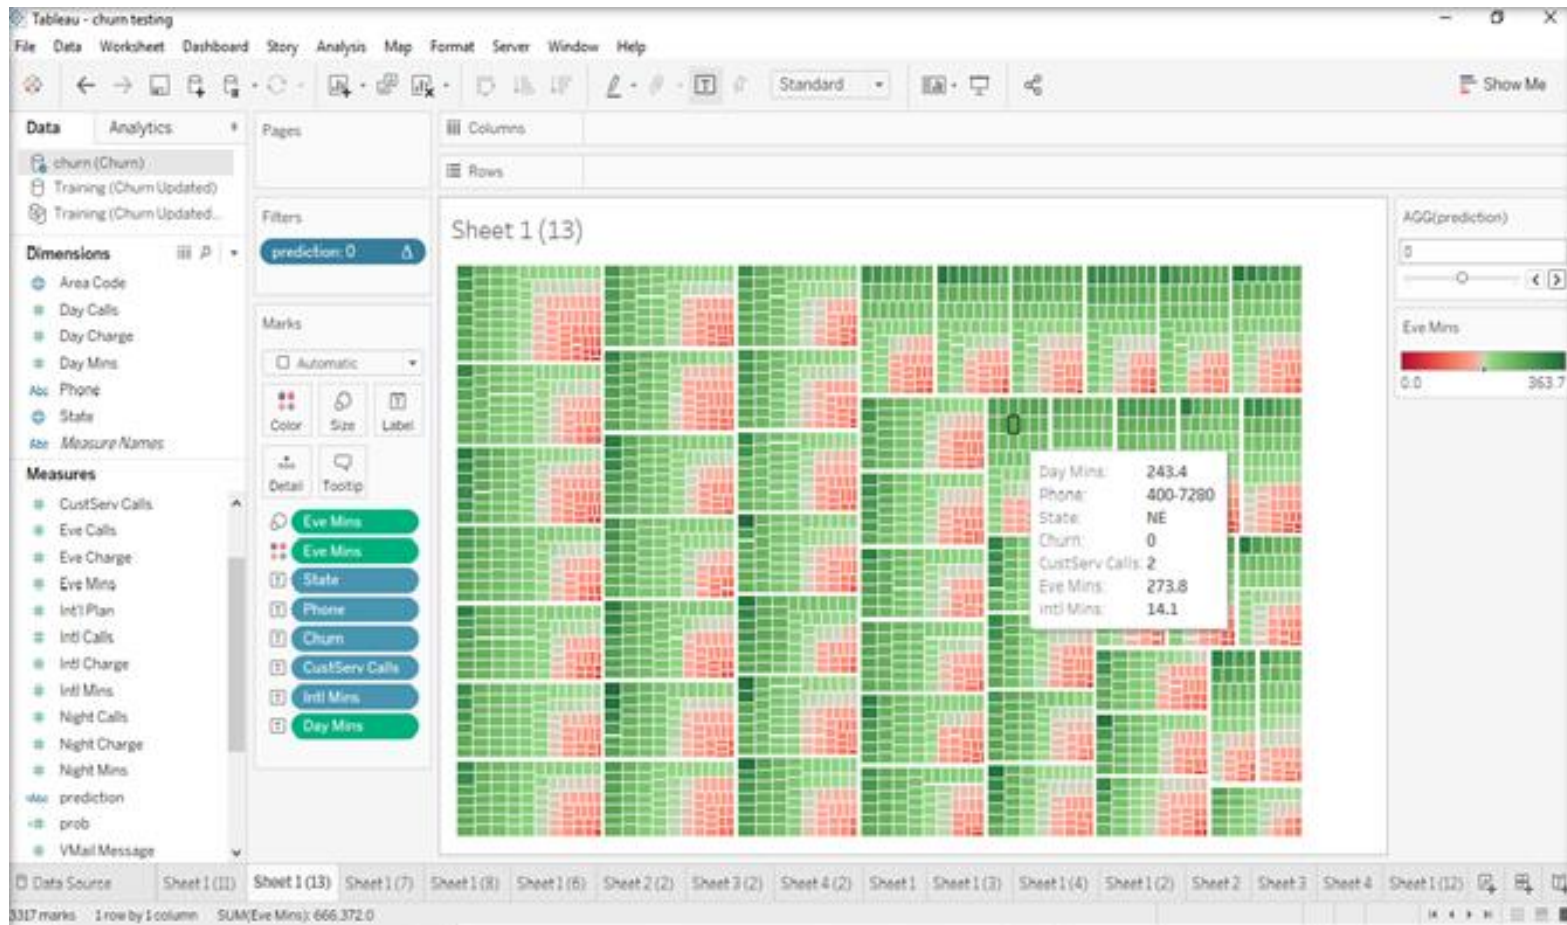 Tableau - churn testing
File Data Worksheet Dashboard Story Analysis Map Format Server Window Help
Standard
Show Me
Data Analytics
churn (Churn)
Training (Churn Updated)
Training (Churn Updated...
Dimensions
Area Code
Day Calls
Day Charge
Day Mins
Abc Phone
State
Abc Measure Names
Measures
CustServ Calls
Eve Calls
Eve Charge
Eve Mins
Int'l Plan
Intl Calls
Intl Charge
Intl Mins
Night Calls
Night Charge
Night Mins
prediction
prob
VMail Message
Pages
Filters
prediction: 0
Marks
Automatic
Color Size Label
Detail Tooltip
Eve Mins
Eve Mins
State
Phone
Churn
CustServ Calls
Intl Mins
Day Mins
Columns
Rows
Sheet 1 (13)
Day Mins: 243.4
Phone: 400-7280
State: NE
Churn: 0
CustServ Calls: 2
Eve Mins: 273.8
Intl Mins: 14.1
AGG(prediction)
0
Eve Mins
0.0 363.7
Data Source Sheet 1 (11) Sheet 1 (13) Sheet 1 (7) Sheet 1 (8) Sheet 1 (6) Sheet 2 (2) Sheet 3 (2) Sheet 4 (2) Sheet 1 Sheet 1 (3) Sheet 1 (4) Sheet 1 (2) Sheet 2 Sheet 3 Sheet 4 Sheet 1 (12)
3317 marks 1 row by 1 column SUM(Eve Mins): 666,372.0